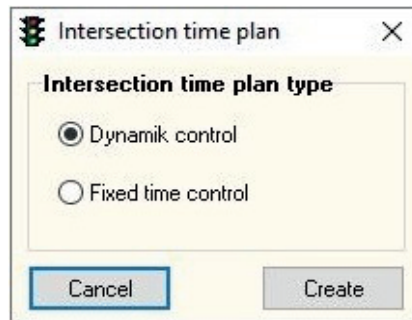 Intersection time plan
Intersection time plan type
Dynamik control
Fixed time control
Cancel Create